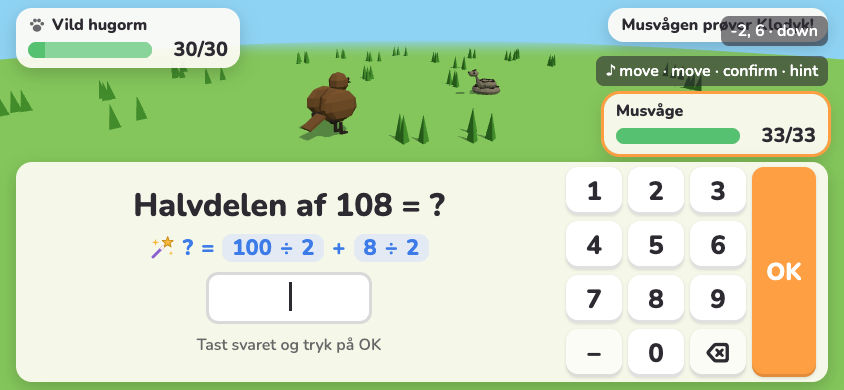 Vild hugorm
30/30
Musvågen prøver Klodyk!
-2, 6 · down
♪ move · move · confirm · hint
Musvåge
33/33
Halvdelen af 108 = ?
? = 100 ÷ 2 + 8 ÷ 2
Tast svaret og tryk på OK
1 2 3
4 5 6
7 8 9
– 0
OK